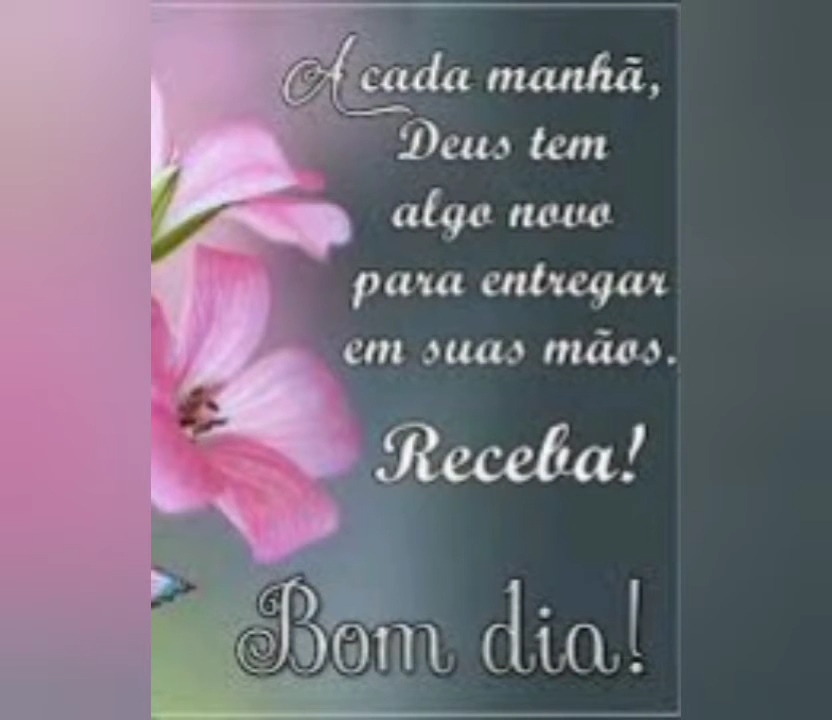 A cada manhã,
Deus tem
algo novo
para entregar
em suas mãos.
Receba!
Bom dia!